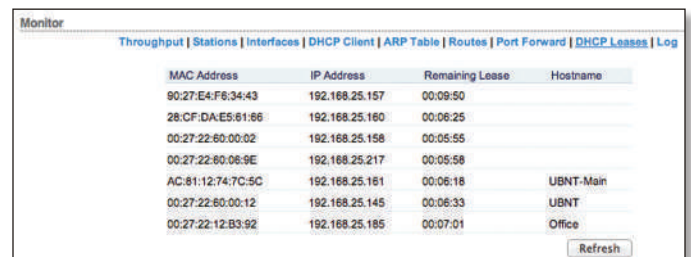 Monitor
Throughput | Stations | Interfaces | DHCP Client | ARP Table | Routes | Port Forward | DHCP Leases | Log
MAC Address IP Address Remaining Lease Hostname
90:27:E4:F6:34:43 192.168.25.157 00:09:50
28:CF:DA:E5:61:66 192.168.25.160 00:06:25
00:27:22:60:00:02 192.168.25.158 00:05:55
00:27:22:60:06:9E 192.168.25.217 00:05:58
AC:81:12:74:7C:5C 192.168.25.161 00:06:18 UBNT-Main
00:27:22:60:00:12 192.168.25.145 00:06:33 UBNT
00:27:22:12:B3:92 192.168.25.185 00:07:01 Office
Refresh